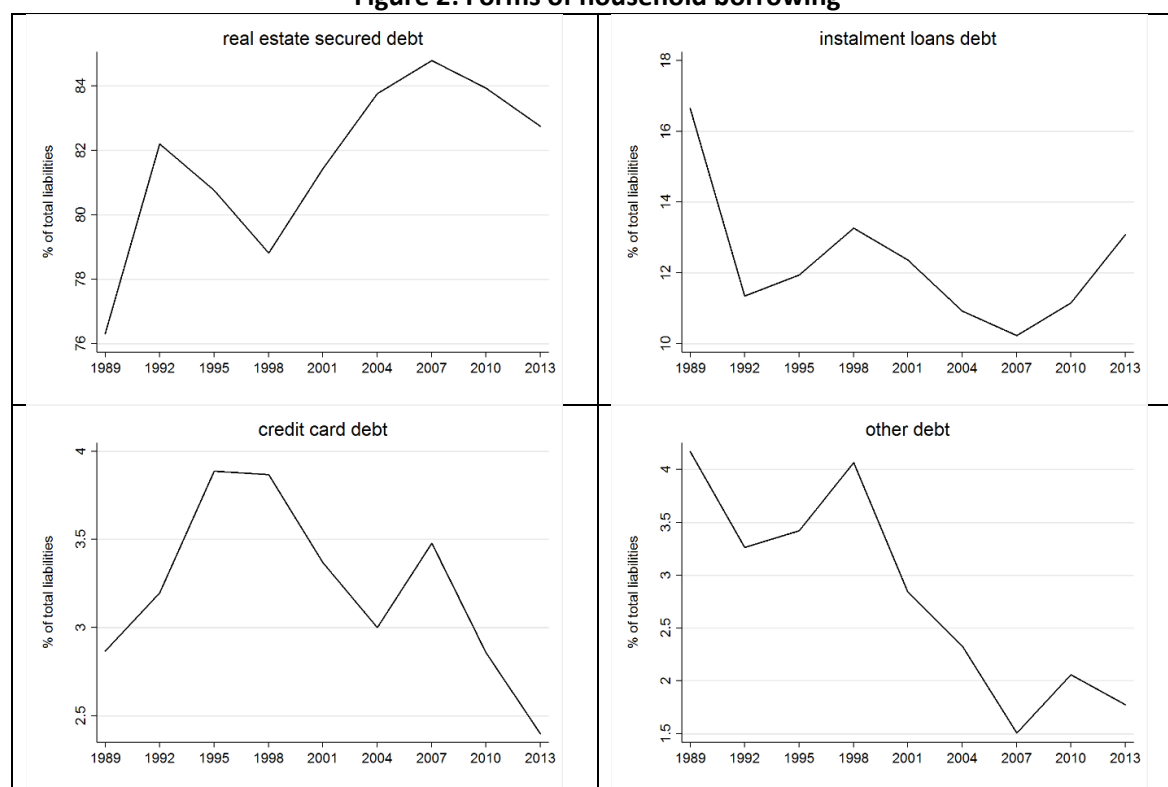 Figure 2: Forms of household borrowing
real estate secured debt
% of total liabilities
84
82
80
78
76
1989 1992 1995 1998 2001 2004 2007 2010 2013
instalment loans debt
% of total liabilities
18
16
14
12
10
1989 1992 1995 1998 2001 2004 2007 2010 2013
credit card debt
% of total liabilities
4
3.5
3
2.5
1989 1992 1995 1998 2001 2004 2007 2010 2013
other debt
% of total liabilities
4
3.5
3
2.5
2
1.5
1989 1992 1995 1998 2001 2004 2007 2010 2013